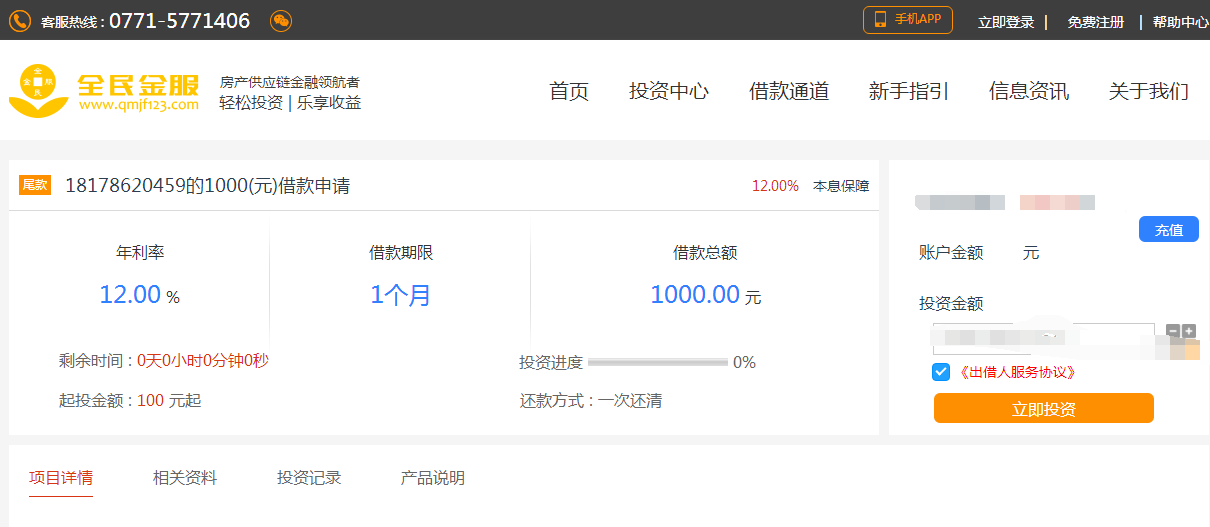 客服热线：0771-5771406
手机APP
立即登录 | 免费注册 | 帮助中心
全民金服
全民金服
www.qmjf123.com
房产供应链金融领航者
轻松投资 | 乐享收益
首页 投资中心 借款通道 新手指引 信息资讯 关于我们
尾款 18178620459的1000(元)借款申请 12.00% 本息保障
年利率 借款期限 借款总额
12.00 % 1个月 1000.00 元
剩余时间：0天0小时0分钟0秒 投资进度 0%
起投金额：100 元起 还款方式：一次还清
充值
账户金额 元
投资金额
《出借人服务协议》
立即投资
项目详情 相关资料 投资记录 产品说明